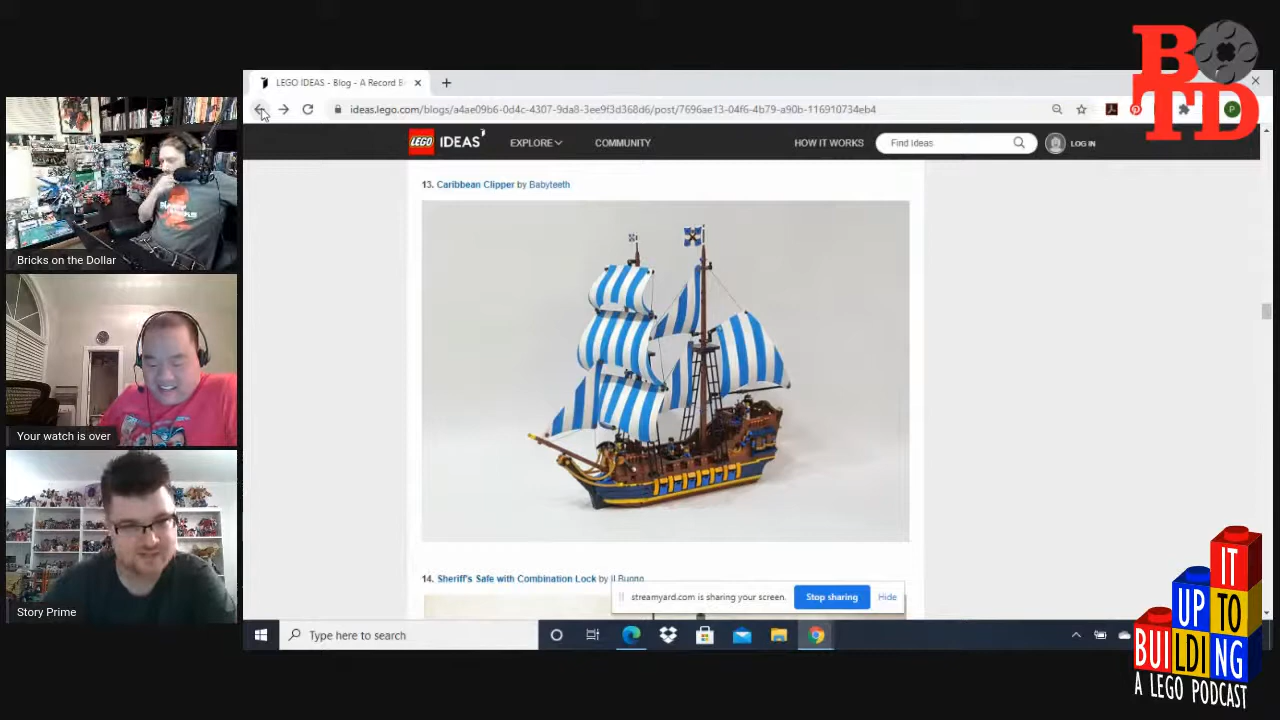 BOTD
LEGO IDEAS - Blog - A Record B
ideas.lego.com/blogs/a4ae09b6-0d4c-4307-9da8-3ee9f3d368d6/post/7696ae13-04f6-4b79-a90b-116910734eb4
P
LEGO IDEAS EXPLORE COMMUNITY HOW IT WORKS Find Ideas LOG IN
13. Caribbean Clipper by Babyteeth
Bricks on the Dollar
Your watch is over
Story Prime
14. Sheriff's Safe with Combination Lock by Il Buono
streamyard.com is sharing your screen. Stop sharing Hide
Type here to search
IT
UP TO
BUILDING
A LEGO PODCAST